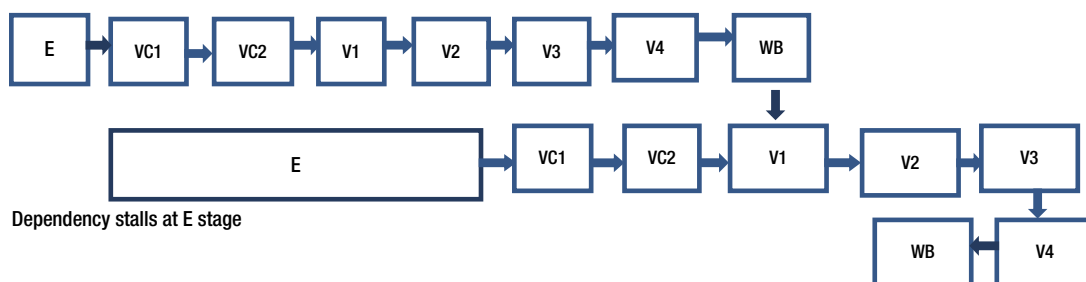 E VC1 VC2 V1 V2 V3 V4 WB
E VC1 VC2 V1 V2 V3
Dependency stalls at E stage
WB V4